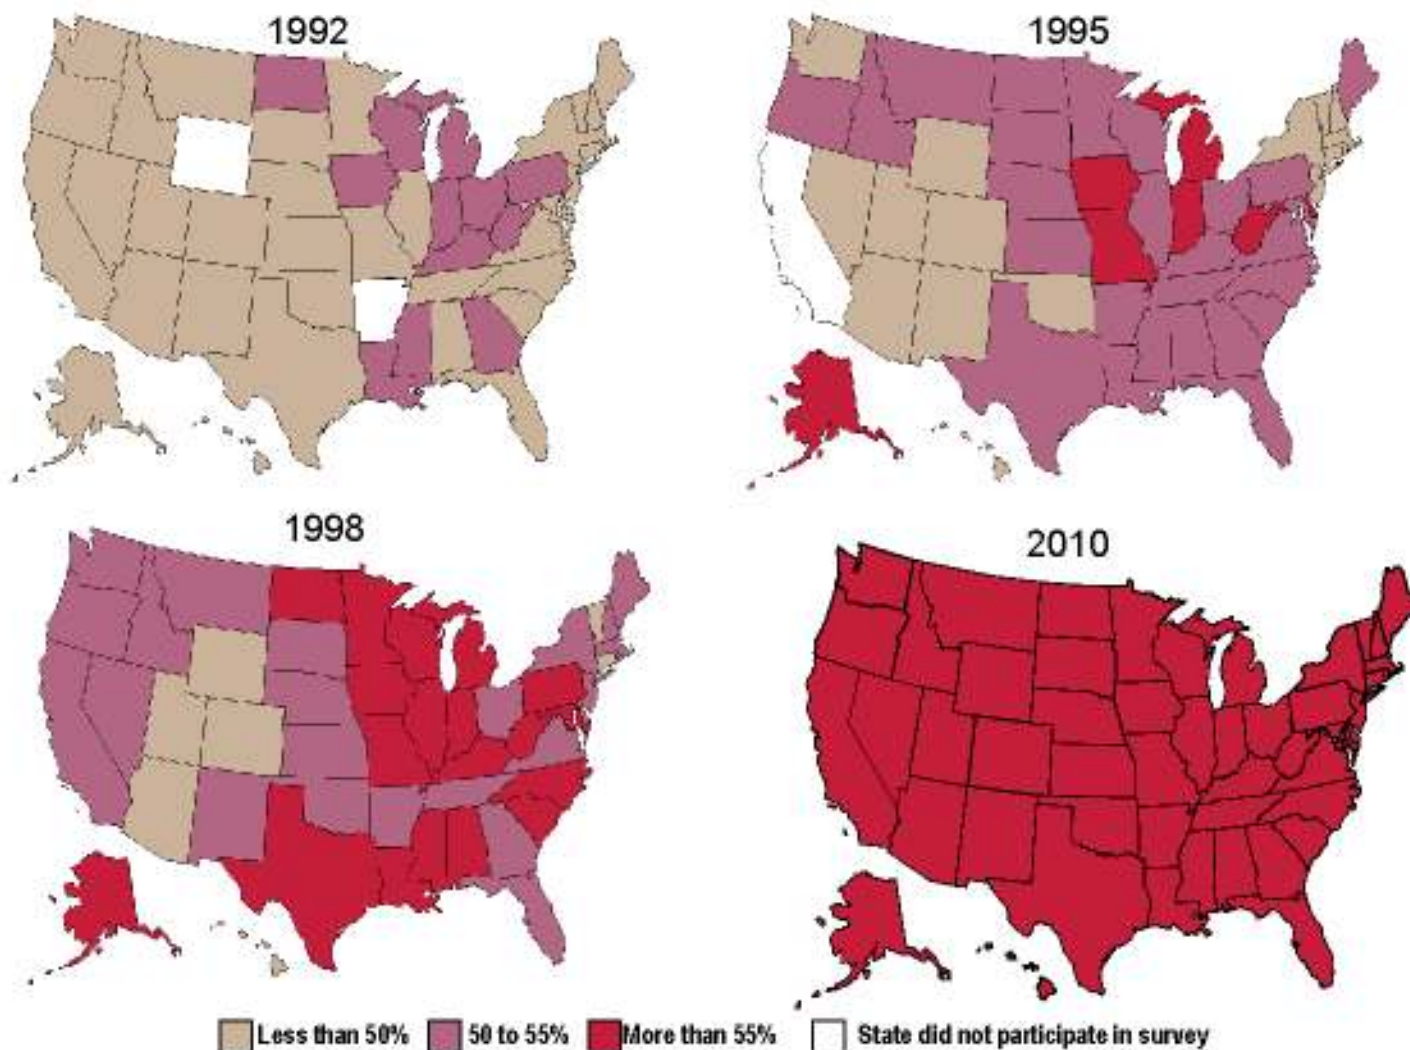 1992
1995
1998
2010
Less than 50%
50 to 55%
More than 55%
State did not participate in survey